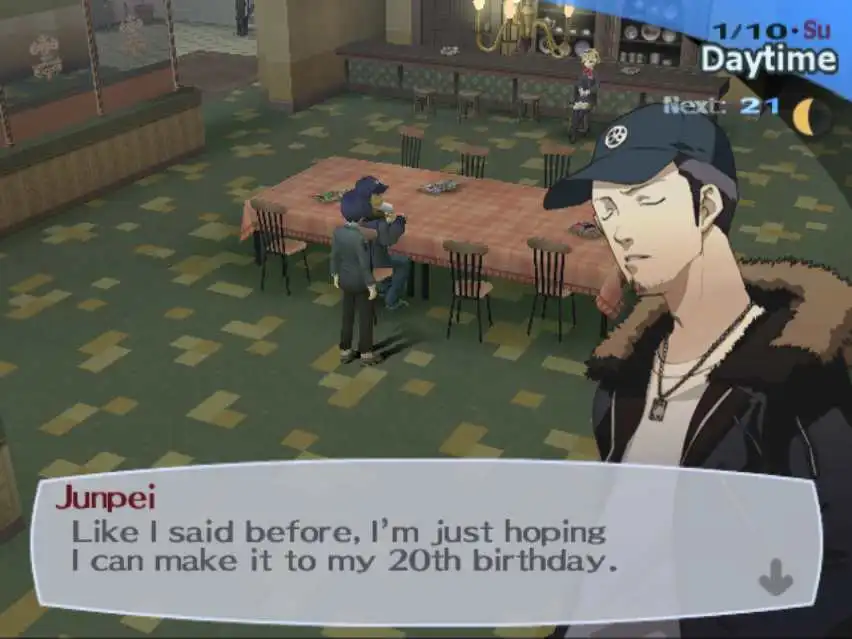 1/10・Su
Daytime
Next: 21
Junpei
Like I said before, I'm just hoping
I can make it to my 20th birthday.